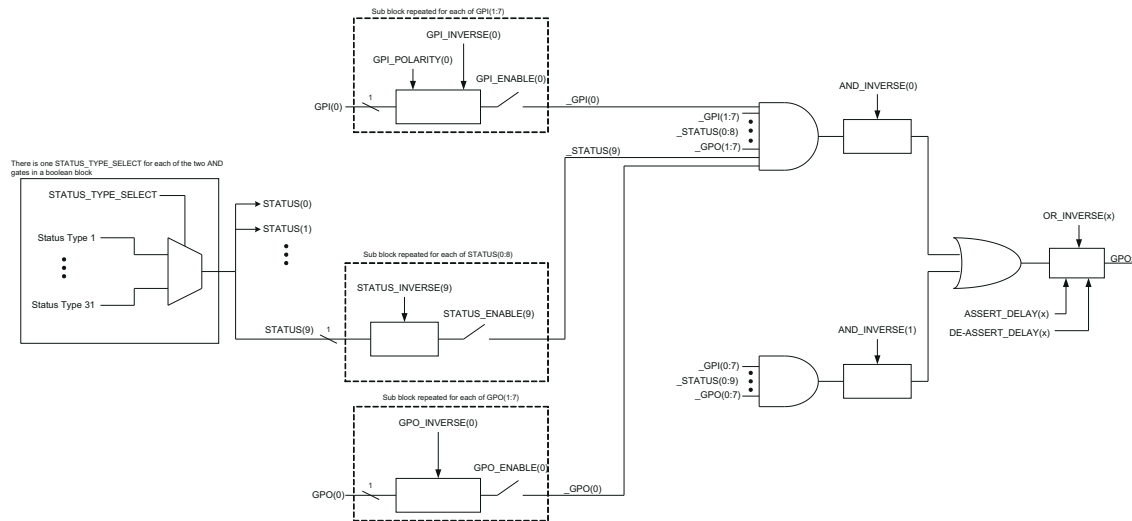 Sub block repeated for each of GPI(1:7)
GPI_INVERSE(0)
GPI_POLARITY(0)
GPI_ENABLE(0)
GPI(0)
1
_GPI(0)
AND_INVERSE(0)
_GPI(1:7)
_STATUS(0:8)
_GPO(1:7)
_STATUS(9)
There is one STATUS_TYPE_SELECT for each of the two AND
gates in a boolean block
STATUS_TYPE_SELECT
STATUS(0)
STATUS(1)
Status Type 1
Status Type 31
OR_INVERSE(x)
GPO
Sub block repeated for each of STATUS(0:8)
STATUS_INVERSE(9)
STATUS_ENABLE(9)
STATUS(9)
1
ASSERT_DELAY(x)
DE-ASSERT_DELAY(x)
AND_INVERSE(1)
_GPI(0:7)
_STATUS(0:9)
_GPO(0:7)
Sub block repeated for each of GPO(1:7)
GPO_INVERSE(0)
GPO_ENABLE(0)
GPO(0)
1
_GPO(0)